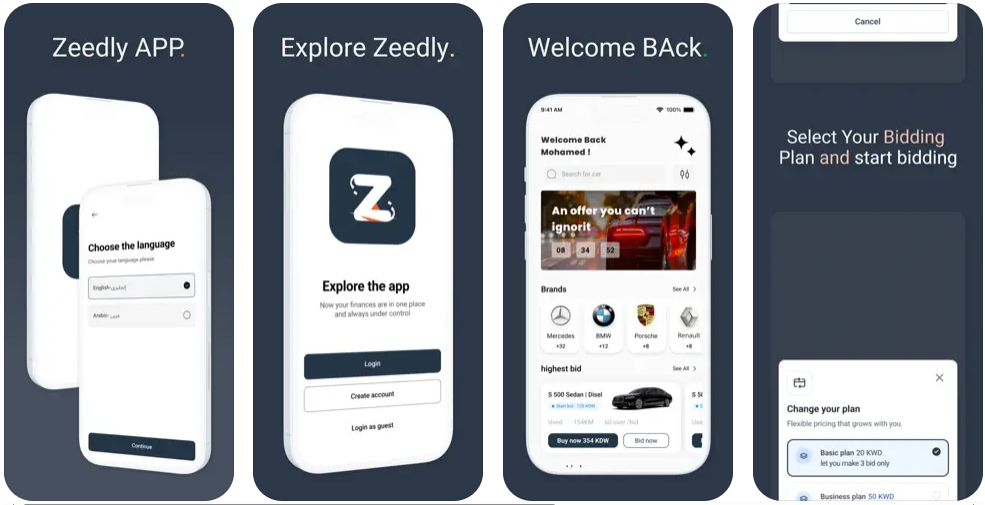 Zeedly APP.
←
Choose the language
Choose your language please
English-إنجليزي
Arabic- عربي
Continue
Explore Zeedly.
Z
Explore the app
Now your finances are in one place
and always under control
Login
Create account
Login as guest
Welcome BAck.
9:41 AM
100%
Welcome Back
Mohamed !
Search for car
An offer you can't
ignorit
08 34 52
Brands
See All >
Mercedes
+32
BMW
+12
Porsche
+8
Renault
+8
highest bid
See All >
S 500 Sedan | Disel
Start bid: 120 KDW
Used 154KM 60 user /bid
Buy now 354 KDW
Bid now
S 50
Use
Cancel
Select Your Bidding
Plan and start bidding
Change your plan
Flexible pricing that grows with you.
Basic plan 20 KWD
let you make 3 bid only
Business plan 50 KWD